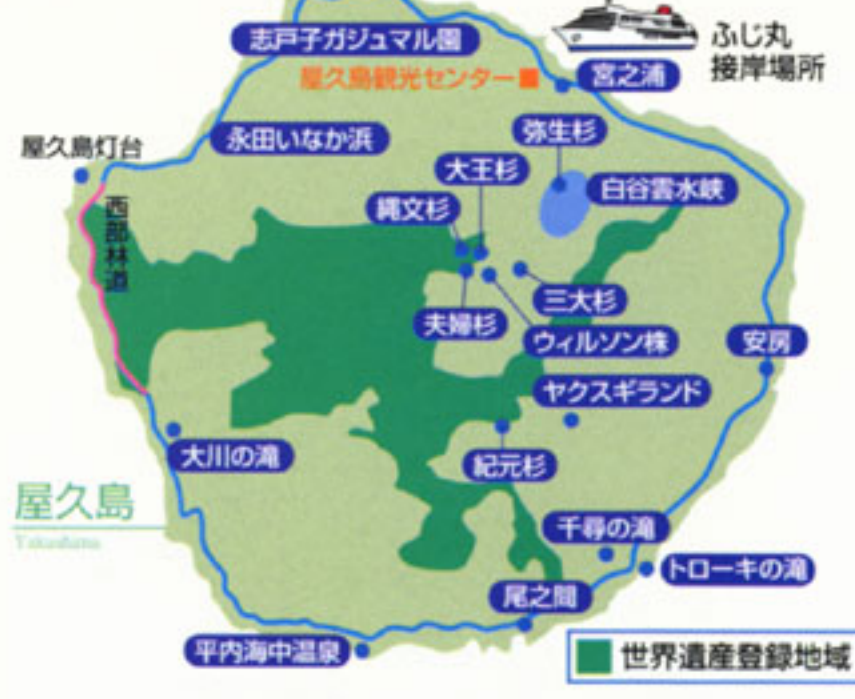 志戸子ガジュマル園
ふじ丸
接岸場所
屋久島観光センター
宮之浦
永田いなか浜
弥生杉
屋久島灯台
大王杉
白谷雲水峡
縄文杉
西部林道
三大杉
夫婦杉
ウィルソン株
安房
ヤクスギランド
大川の滝
紀元杉
屋久島
Yakushima
千尋の滝
トローキの滝
尾之間
平内海中温泉
世界遺産登録地域